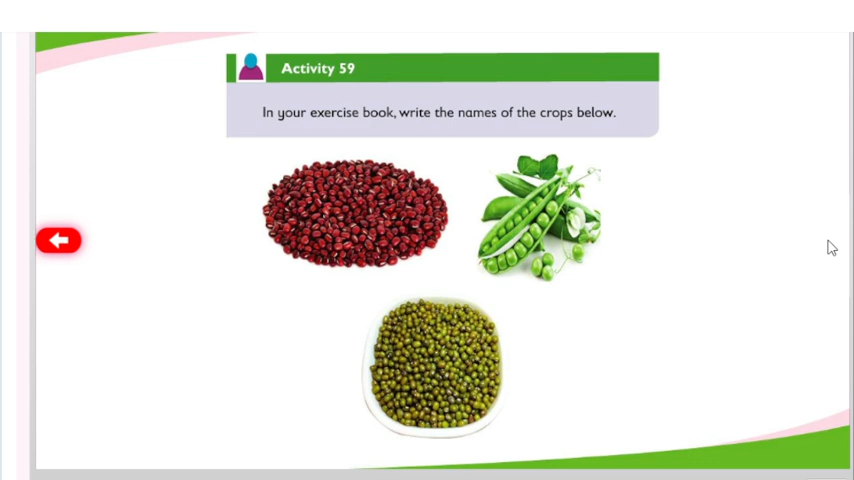 Activity 59
In your exercise book, write the names of the crops below.